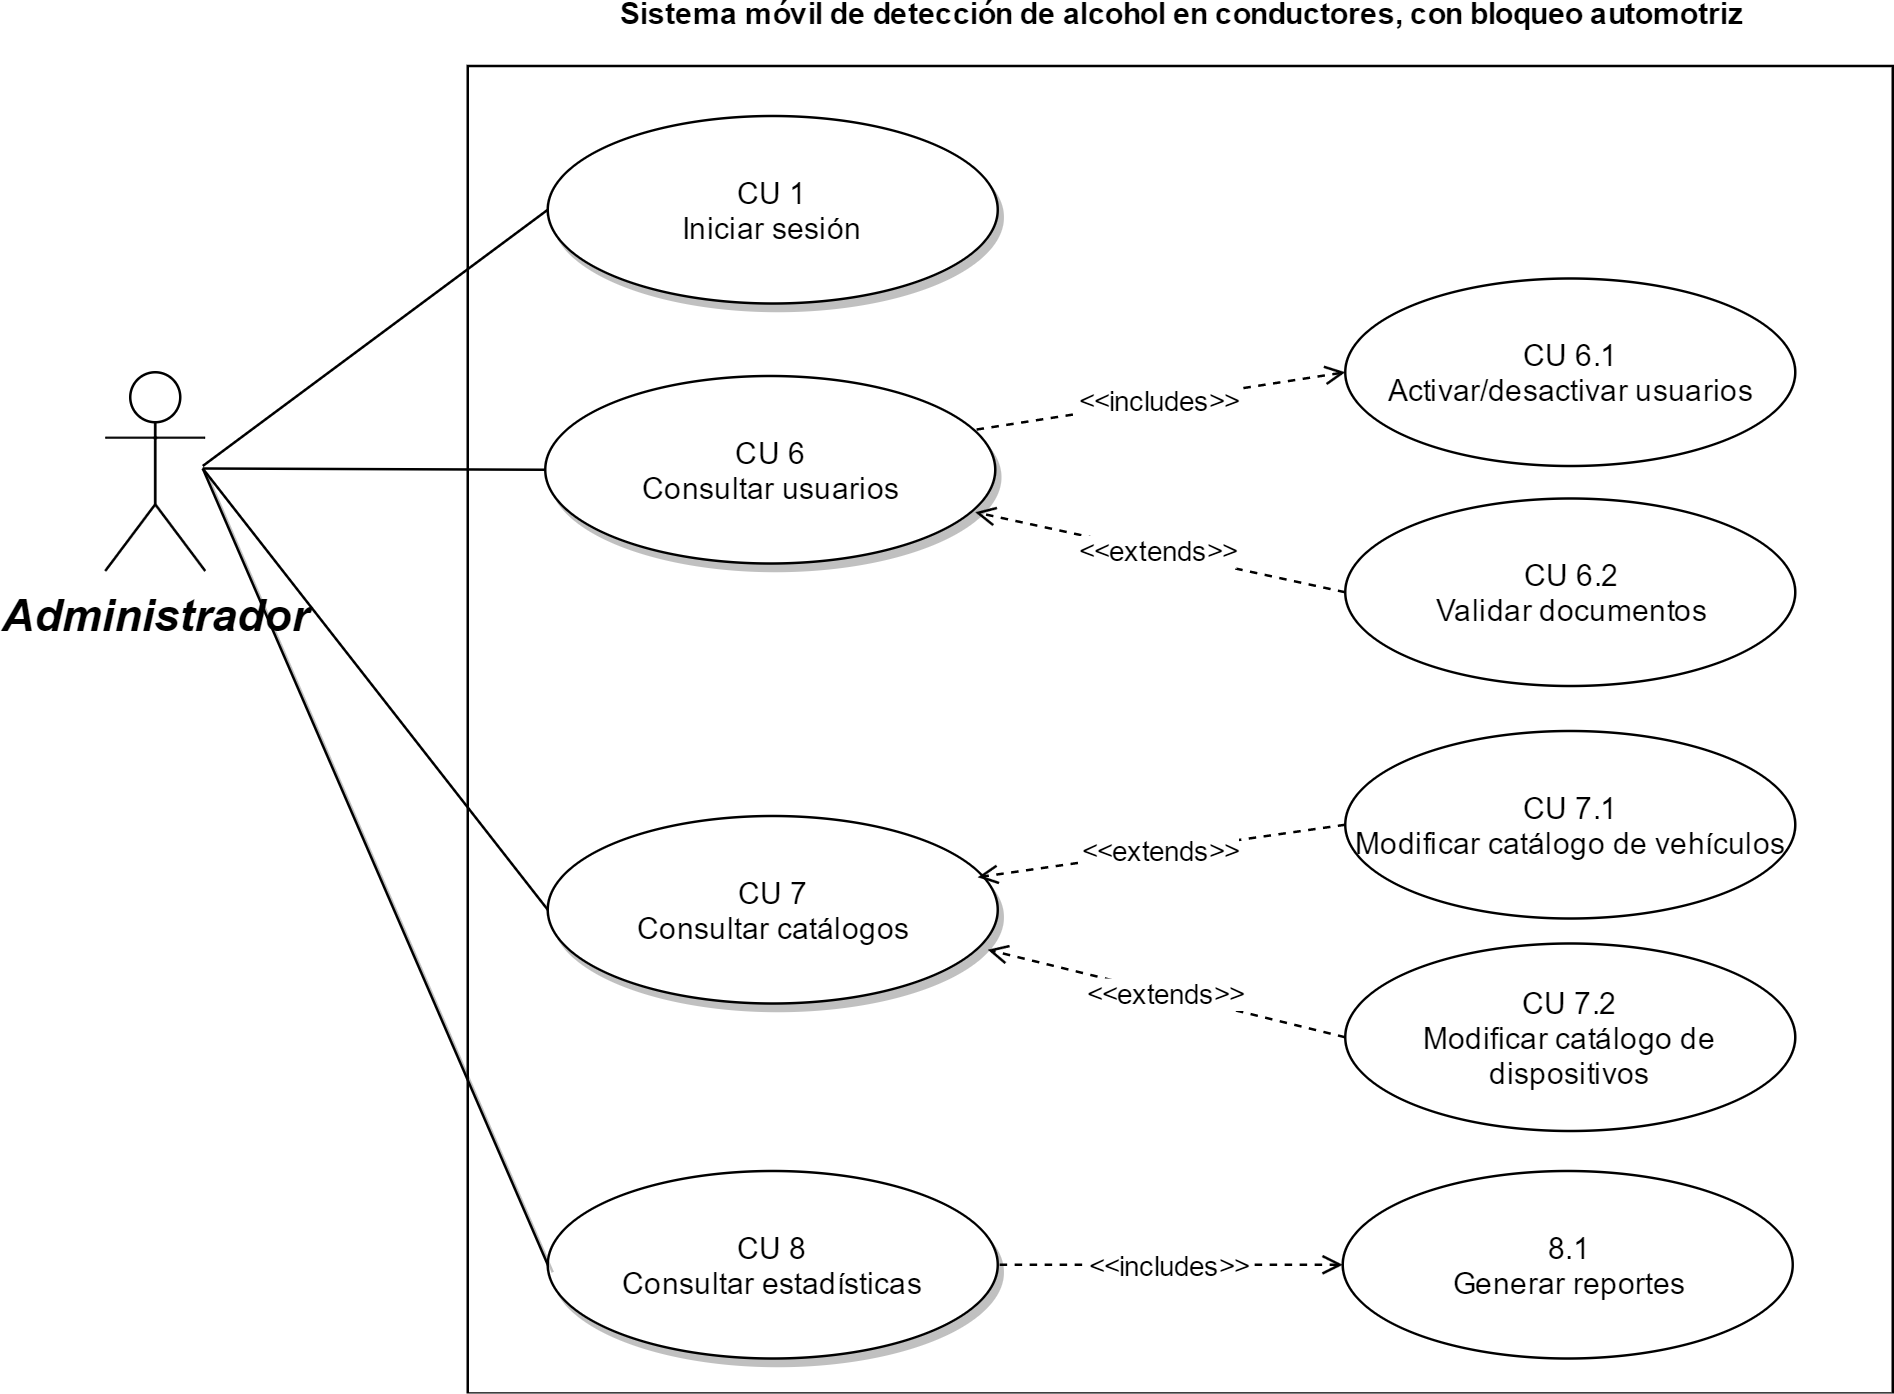 Sistema móvil de detección de alcohol en conductores, con bloqueo automotriz
CU 1
Iniciar sesión
CU 6.1
Activar/desactivar usuarios
<<includes>>
CU 6
Consultar usuarios
<<extends>>
CU 6.2
Validar documentos
Administrador
CU 7.1
Modificar catálogo de vehículos
<<extends>>
CU 7
Consultar catálogos
<<extends>>
CU 7.2
Modificar catálogo de
dispositivos
CU 8
Consultar estadísticas
<<includes>>
8.1
Generar reportes